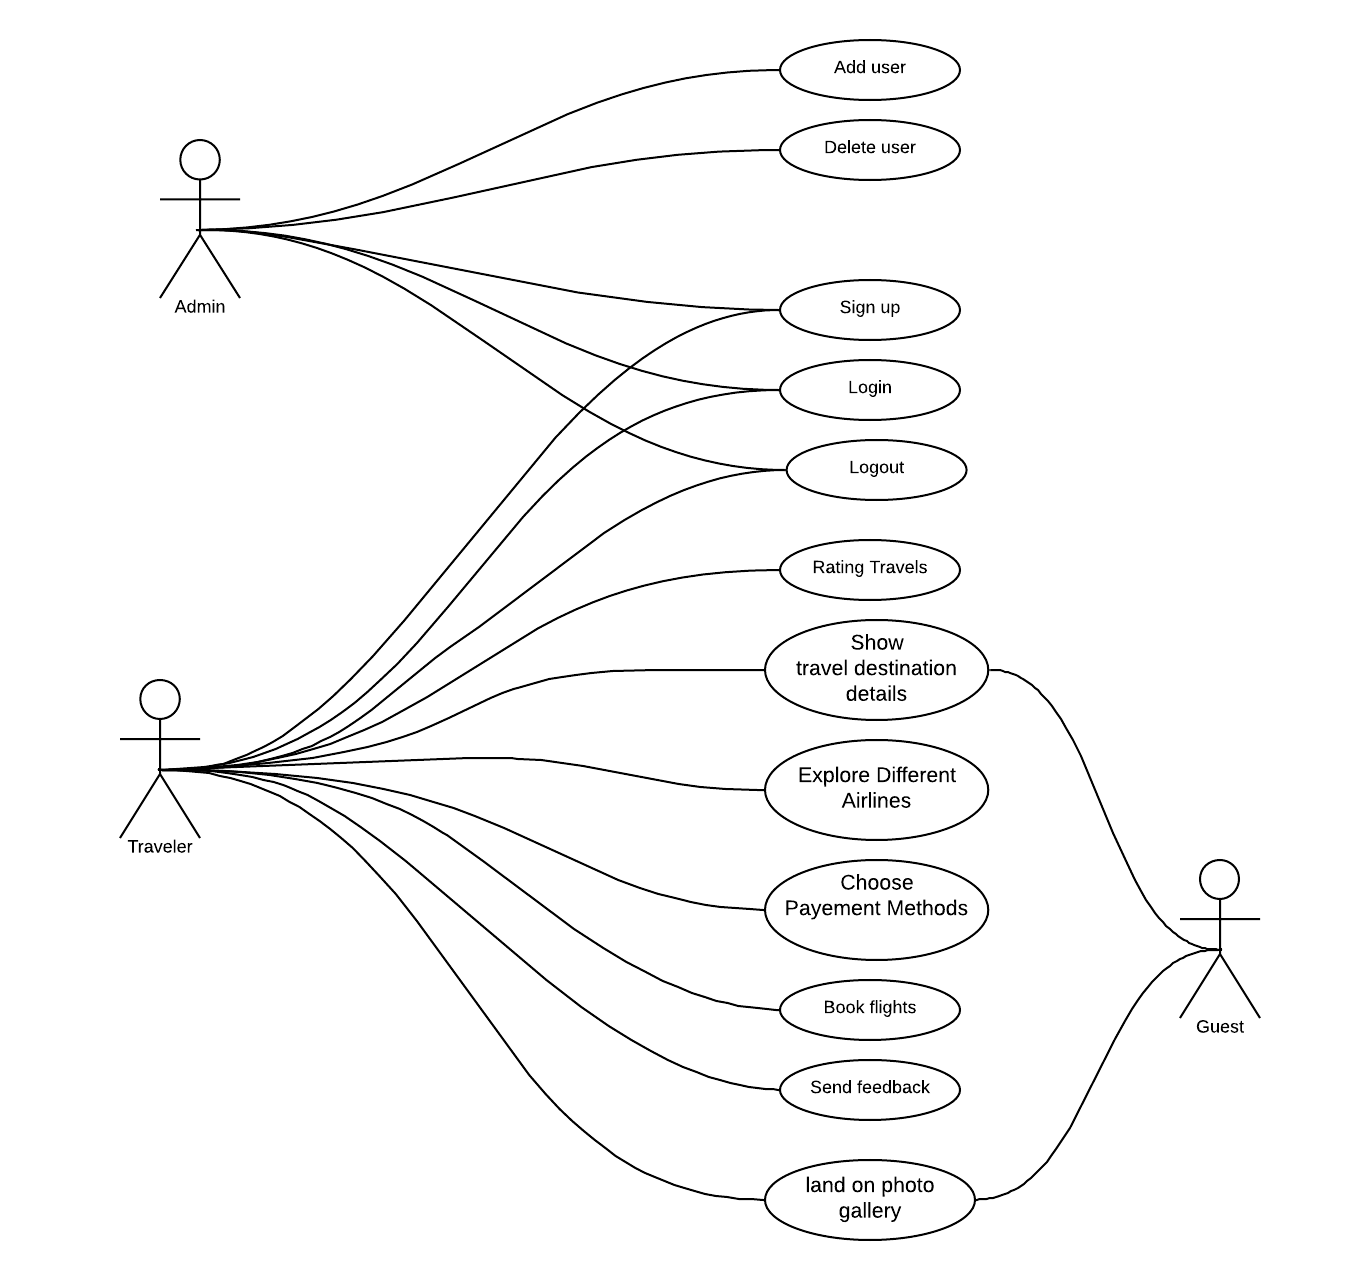 Add user
Delete user
Admin
Sign up
Login
Logout
Rating Travels
Show
travel destination
details
Explore Different
Airlines
Traveler
Choose
Payement Methods
Book flights
Guest
Send feedback
land on photo
gallery